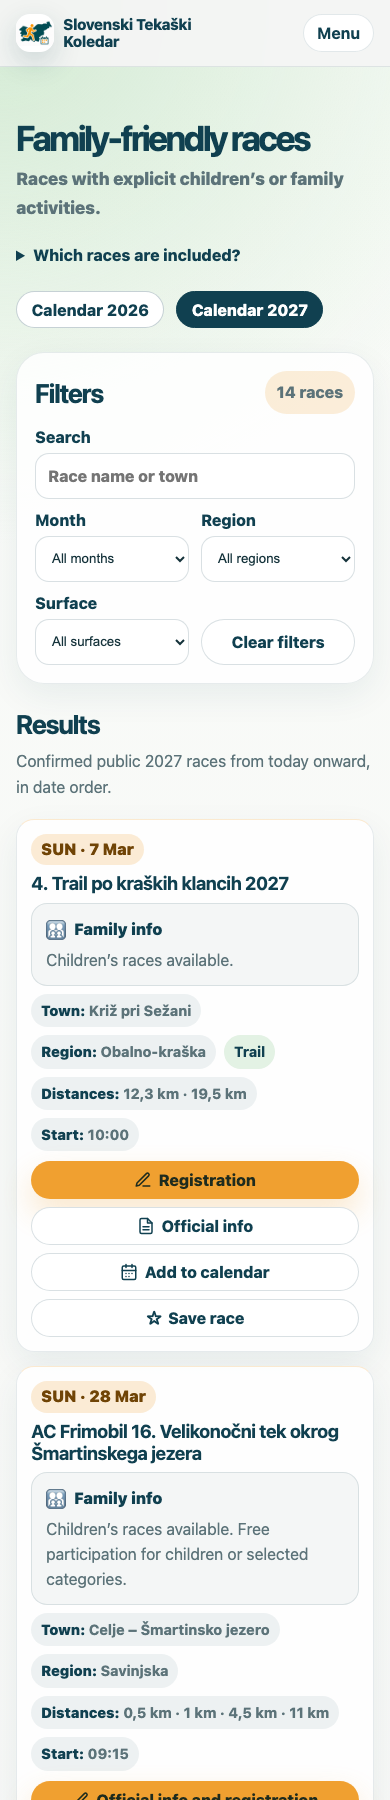 Slovenski Tekaški
Koledar
Menu
Family-friendly races
Races with explicit children’s or family
activities.
Which races are included?
Calendar 2026
Calendar 2027
Filters
14 races
Search
Race name or town
Month
Region
All months
All regions
Surface
All surfaces
Clear filters
Results
Confirmed public 2027 races from today onward,
in date order.
SUN · 7 Mar
4. Trail po kraških klancih 2027
Family info
Children’s races available.
Town: Križ pri Sežani
Region: Obalno-kraška
Trail
Distances: 12,3 km · 19,5 km
Start: 10:00
Registration
Official info
Add to calendar
Save race
SUN · 28 Mar
AC Frimobil 16. Velikonočni tek okrog
Šmartinskega jezera
Family info
Children’s races available. Free
participation for children or selected
categories.
Town: Celje – Šmartinsko jezero
Region: Savinjska
Distances: 0,5 km · 1 km · 4,5 km · 11 km
Start: 09:15
Official info and registration